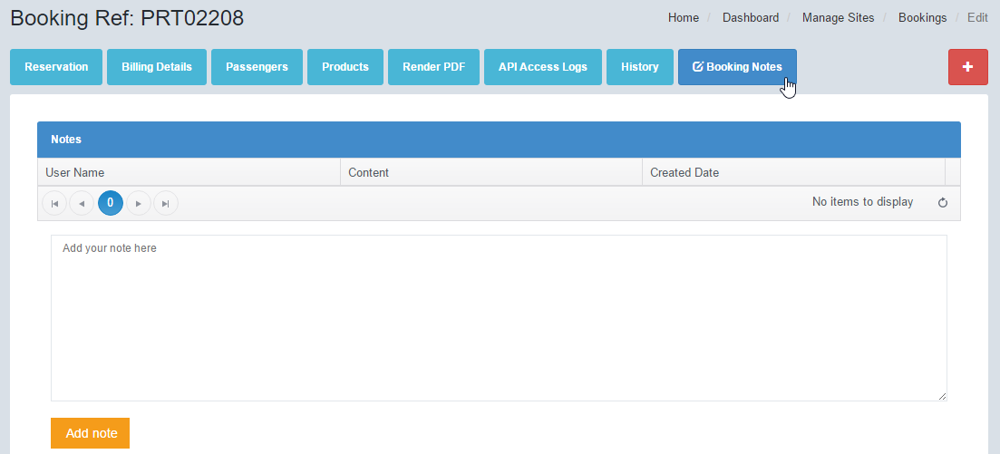 Booking Ref: PRT02208
Home / Dashboard / Manage Sites / Bookings / Edit
Reservation Billing Details Passengers Products Render PDF API Access Logs History Booking Notes +
Notes
User Name Content Created Date
0 No items to display
Add your note here
Add note